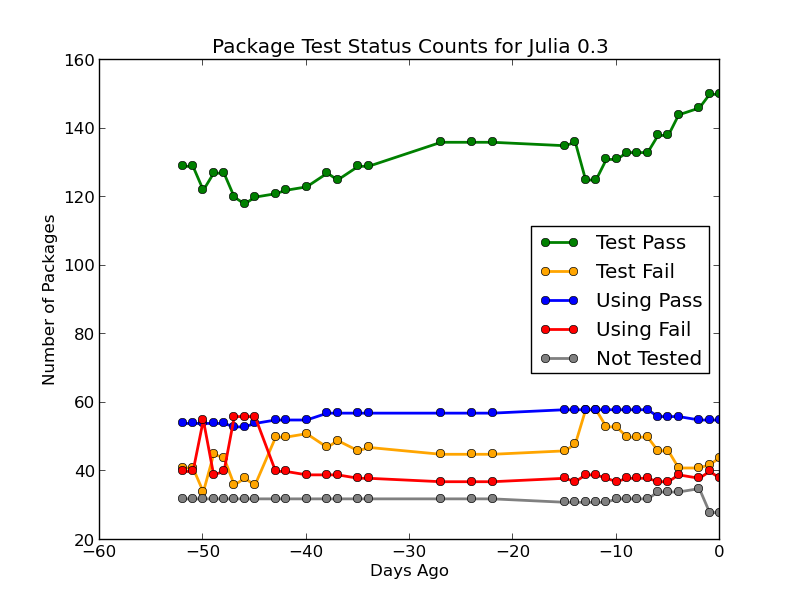 Package Test Status Counts for Julia 0.3
160
140
120
100
80
60
40
20
Number of Packages
Test Pass
Test Fail
Using Pass
Using Fail
Not Tested
−60 −50 −40 −30 −20 −10 0
Days Ago